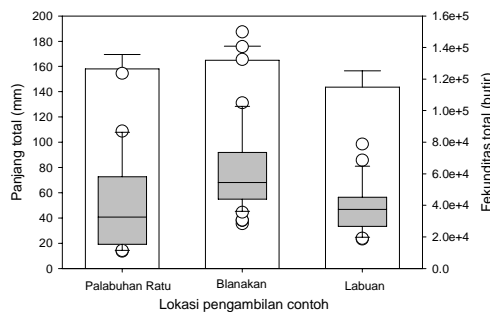 Panjang total (mm)
200
180
160
140
120
100
80
60
40
20
0
1.6e+5
1.4e+5
1.2e+5
1.0e+5
8.0e+4
6.0e+4
4.0e+4
2.0e+4
0.0
Fekunditas total (butir)
Palabuhan Ratu
Blanakan
Labuan
Lokasi pengambilan contoh